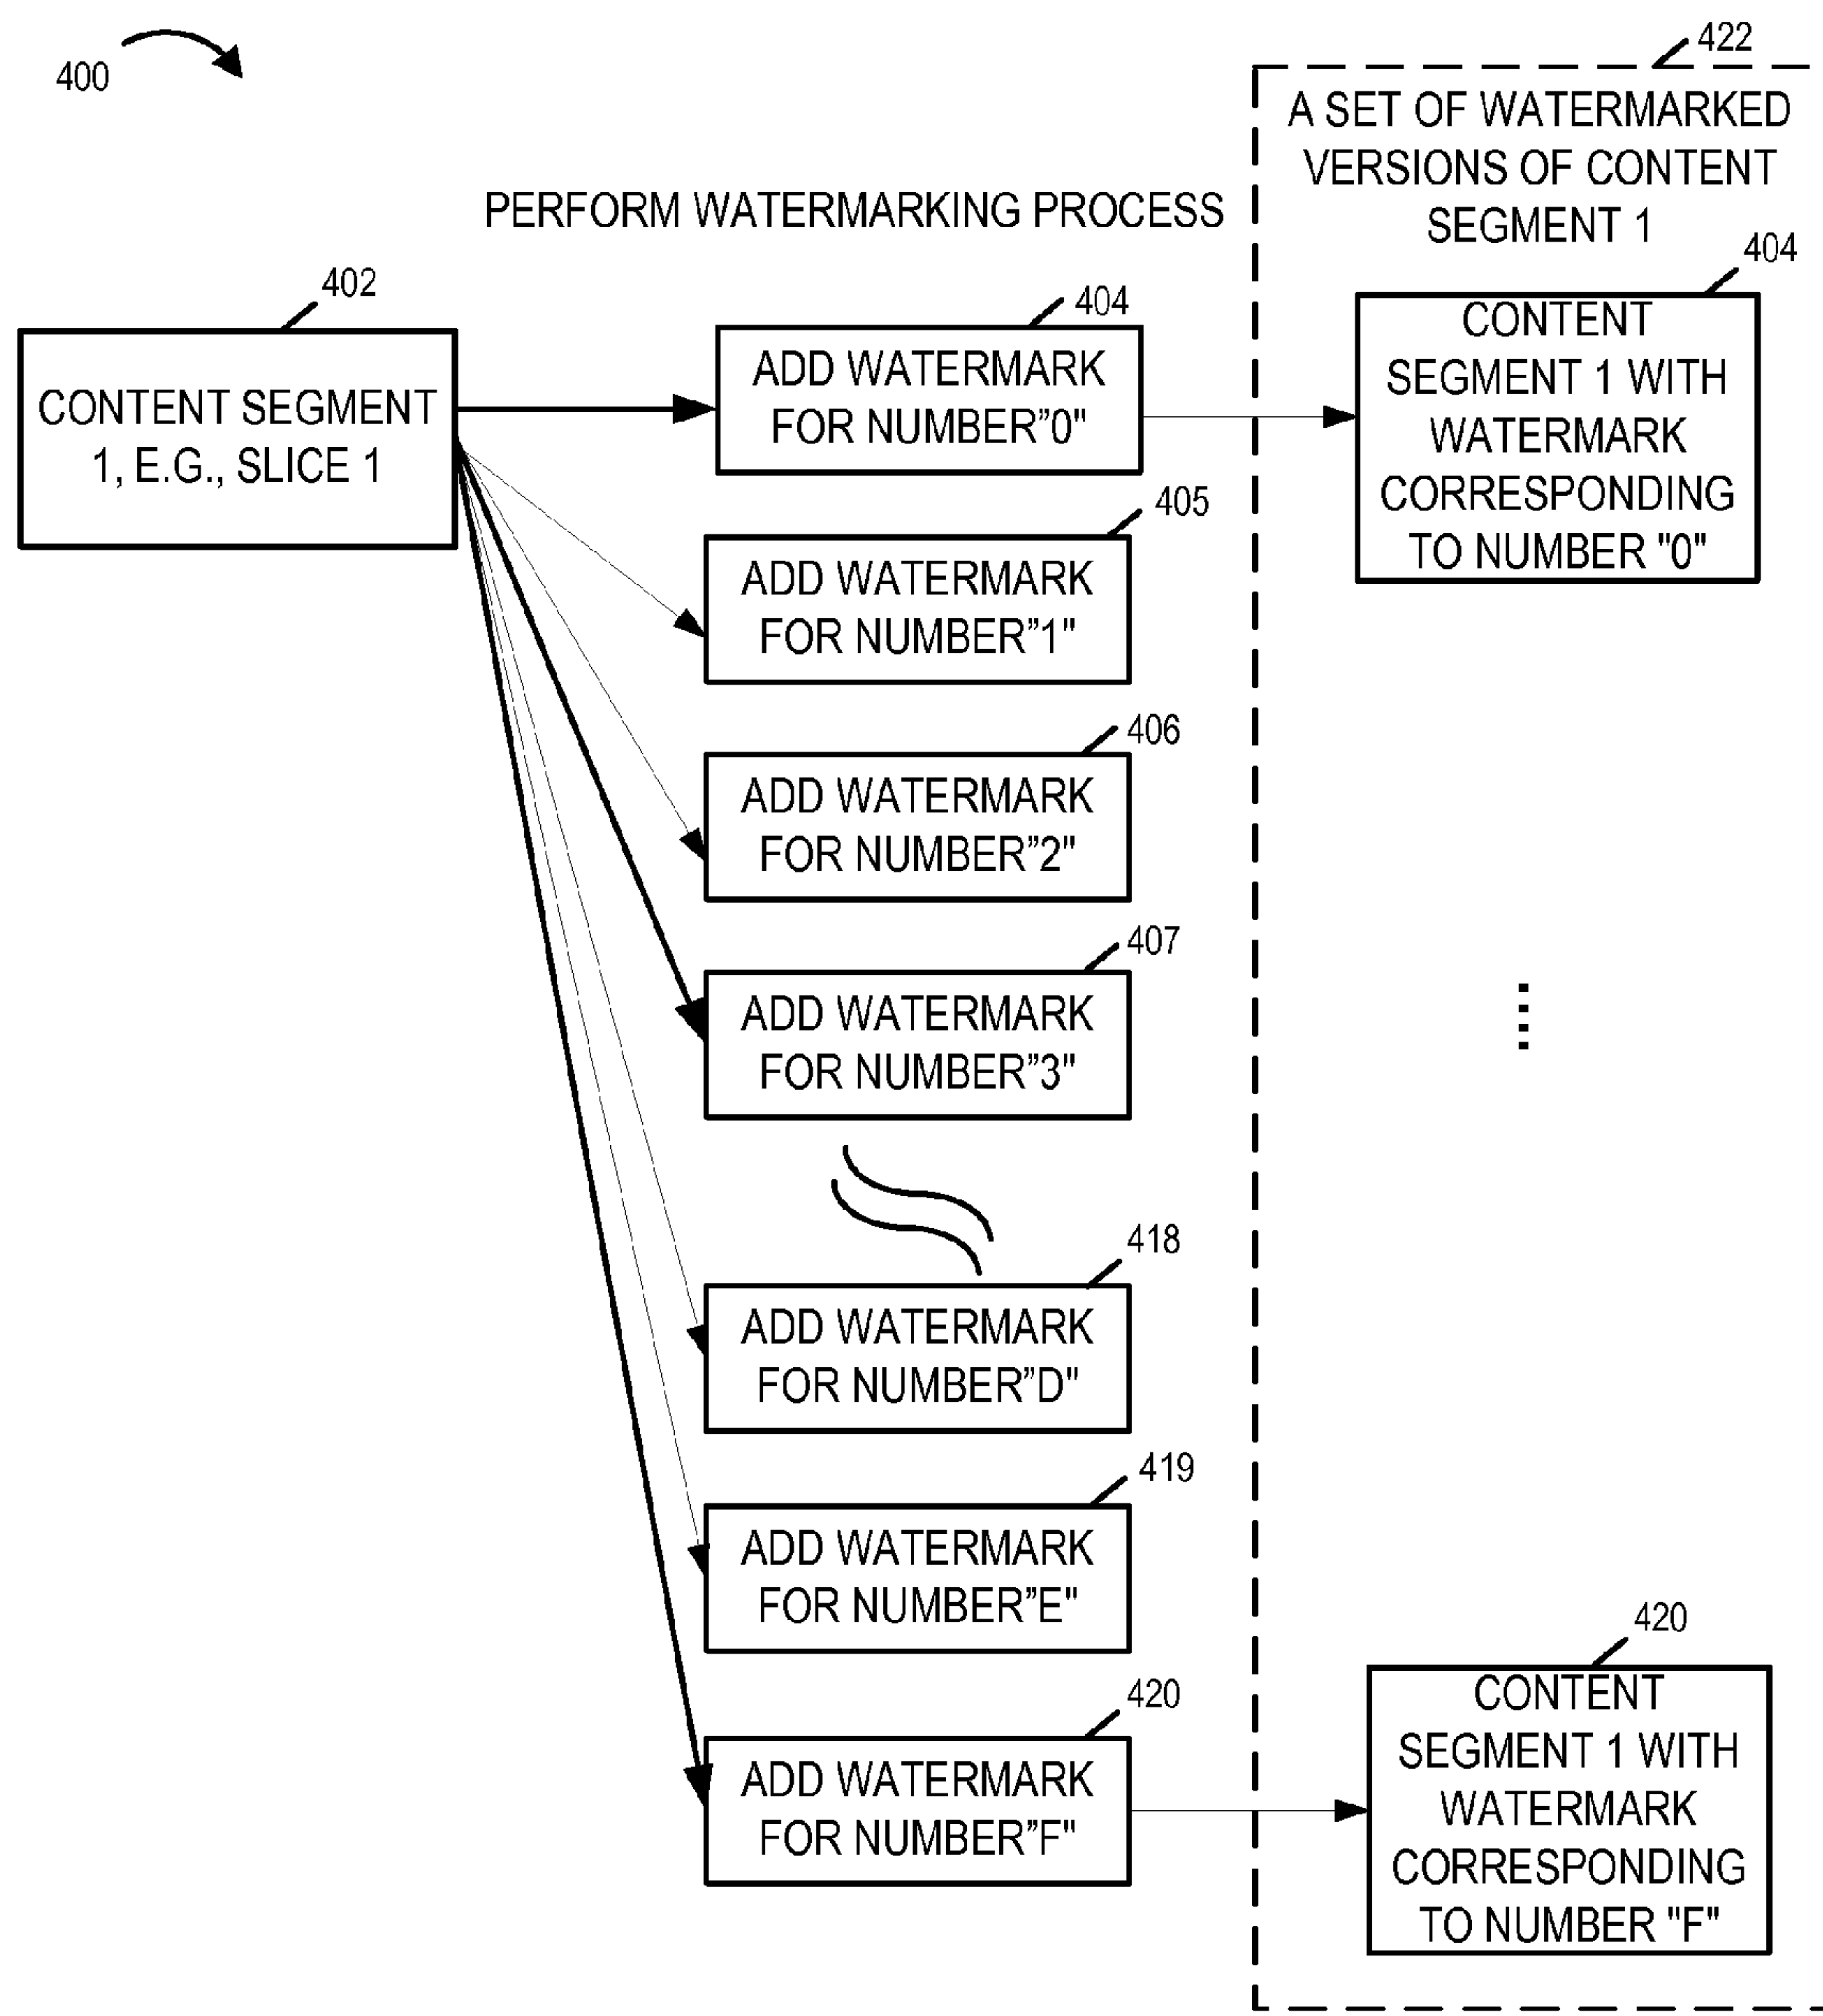 400
422
A SET OF WATERMARKED
VERSIONS OF CONTENT
SEGMENT 1
PERFORM WATERMARKING PROCESS
402
CONTENT SEGMENT
1, E.G., SLICE 1
404
ADD WATERMARK
FOR NUMBER"0"
404
CONTENT
SEGMENT 1 WITH
WATERMARK
CORRESPONDING
TO NUMBER "0"
405
ADD WATERMARK
FOR NUMBER"1"
406
ADD WATERMARK
FOR NUMBER"2"
407
ADD WATERMARK
FOR NUMBER"3"
418
ADD WATERMARK
FOR NUMBER"D"
419
ADD WATERMARK
FOR NUMBER"E"
420
ADD WATERMARK
FOR NUMBER"F"
420
CONTENT
SEGMENT 1 WITH
WATERMARK
CORRESPONDING
TO NUMBER "F"